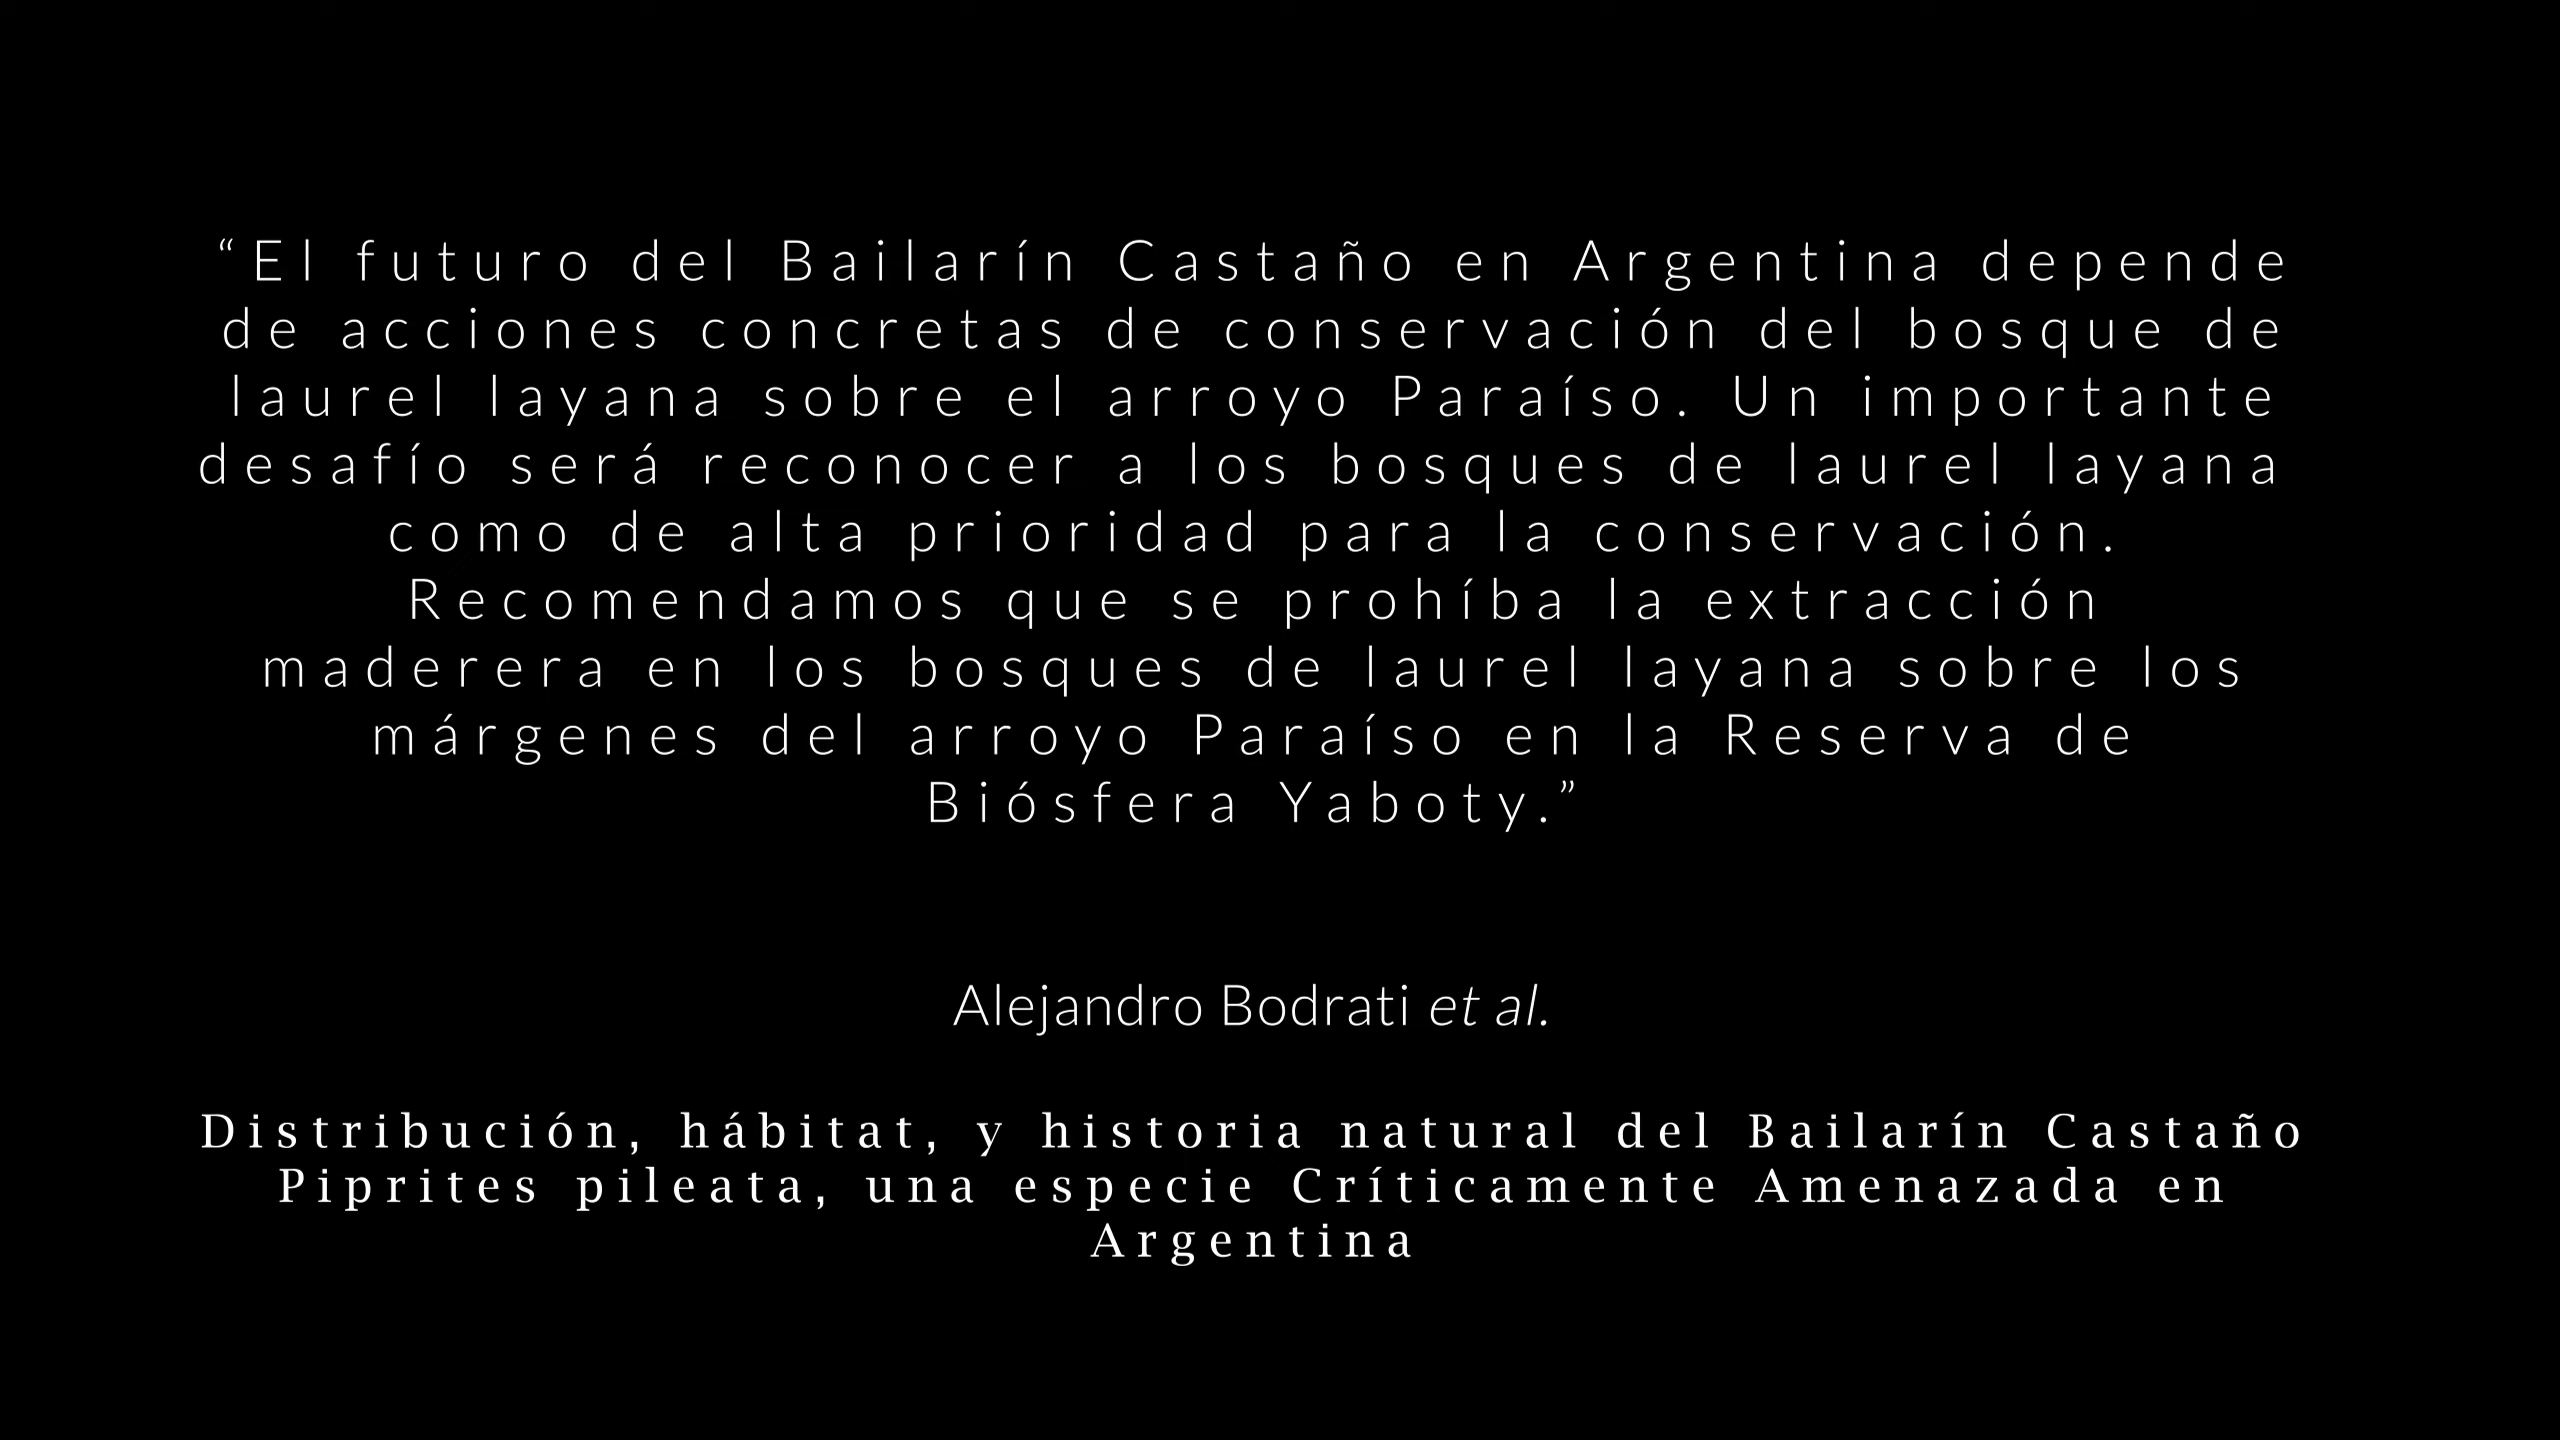 “El futuro del Bailarín Castaño en Argentina depende
de acciones concretas de conservación del bosque de
laurel layana sobre el arroyo Paraíso. Un importante
desafío será reconocer a los bosques de laurel layana
como de alta prioridad para la conservación.
Recomendamos que se prohíba la extracción
maderera en los bosques de laurel layana sobre los
márgenes del arroyo Paraíso en la Reserva de
Biósfera Yaboty.”
Alejandro Bodrati et al.
Distribución, hábitat, y historia natural del Bailarín Castaño
Piprites pileata, una especie Críticamente Amenazada en
Argentina